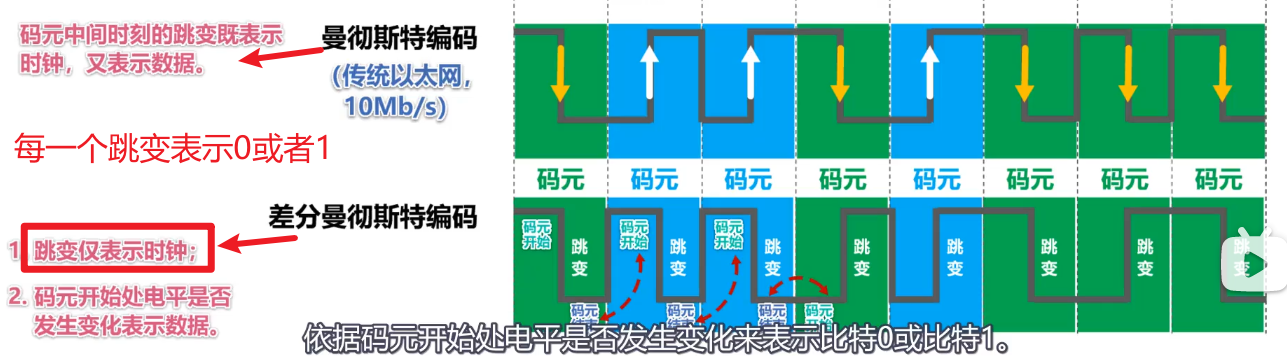 码元中间时刻的跳变既表示
时钟，又表示数据。
曼彻斯特编码
（传统以太网，
10Mb/s）
每一个跳变表示0或者1
码元 码元 码元 码元 码元 码元 码元 码元
差分曼彻斯特编码
1. 跳变仅表示时钟；
2. 码元开始处电平是否
发生变化表示数据。
码元
开始
跳
变
码元
开始
跳
变
码元
开始
跳
变
跳
变
跳
变
跳
变
跳
变
跳
变
码元
码元
码元
码元
依据码元开始处电平是否发生变化来表示比特0或比特1。